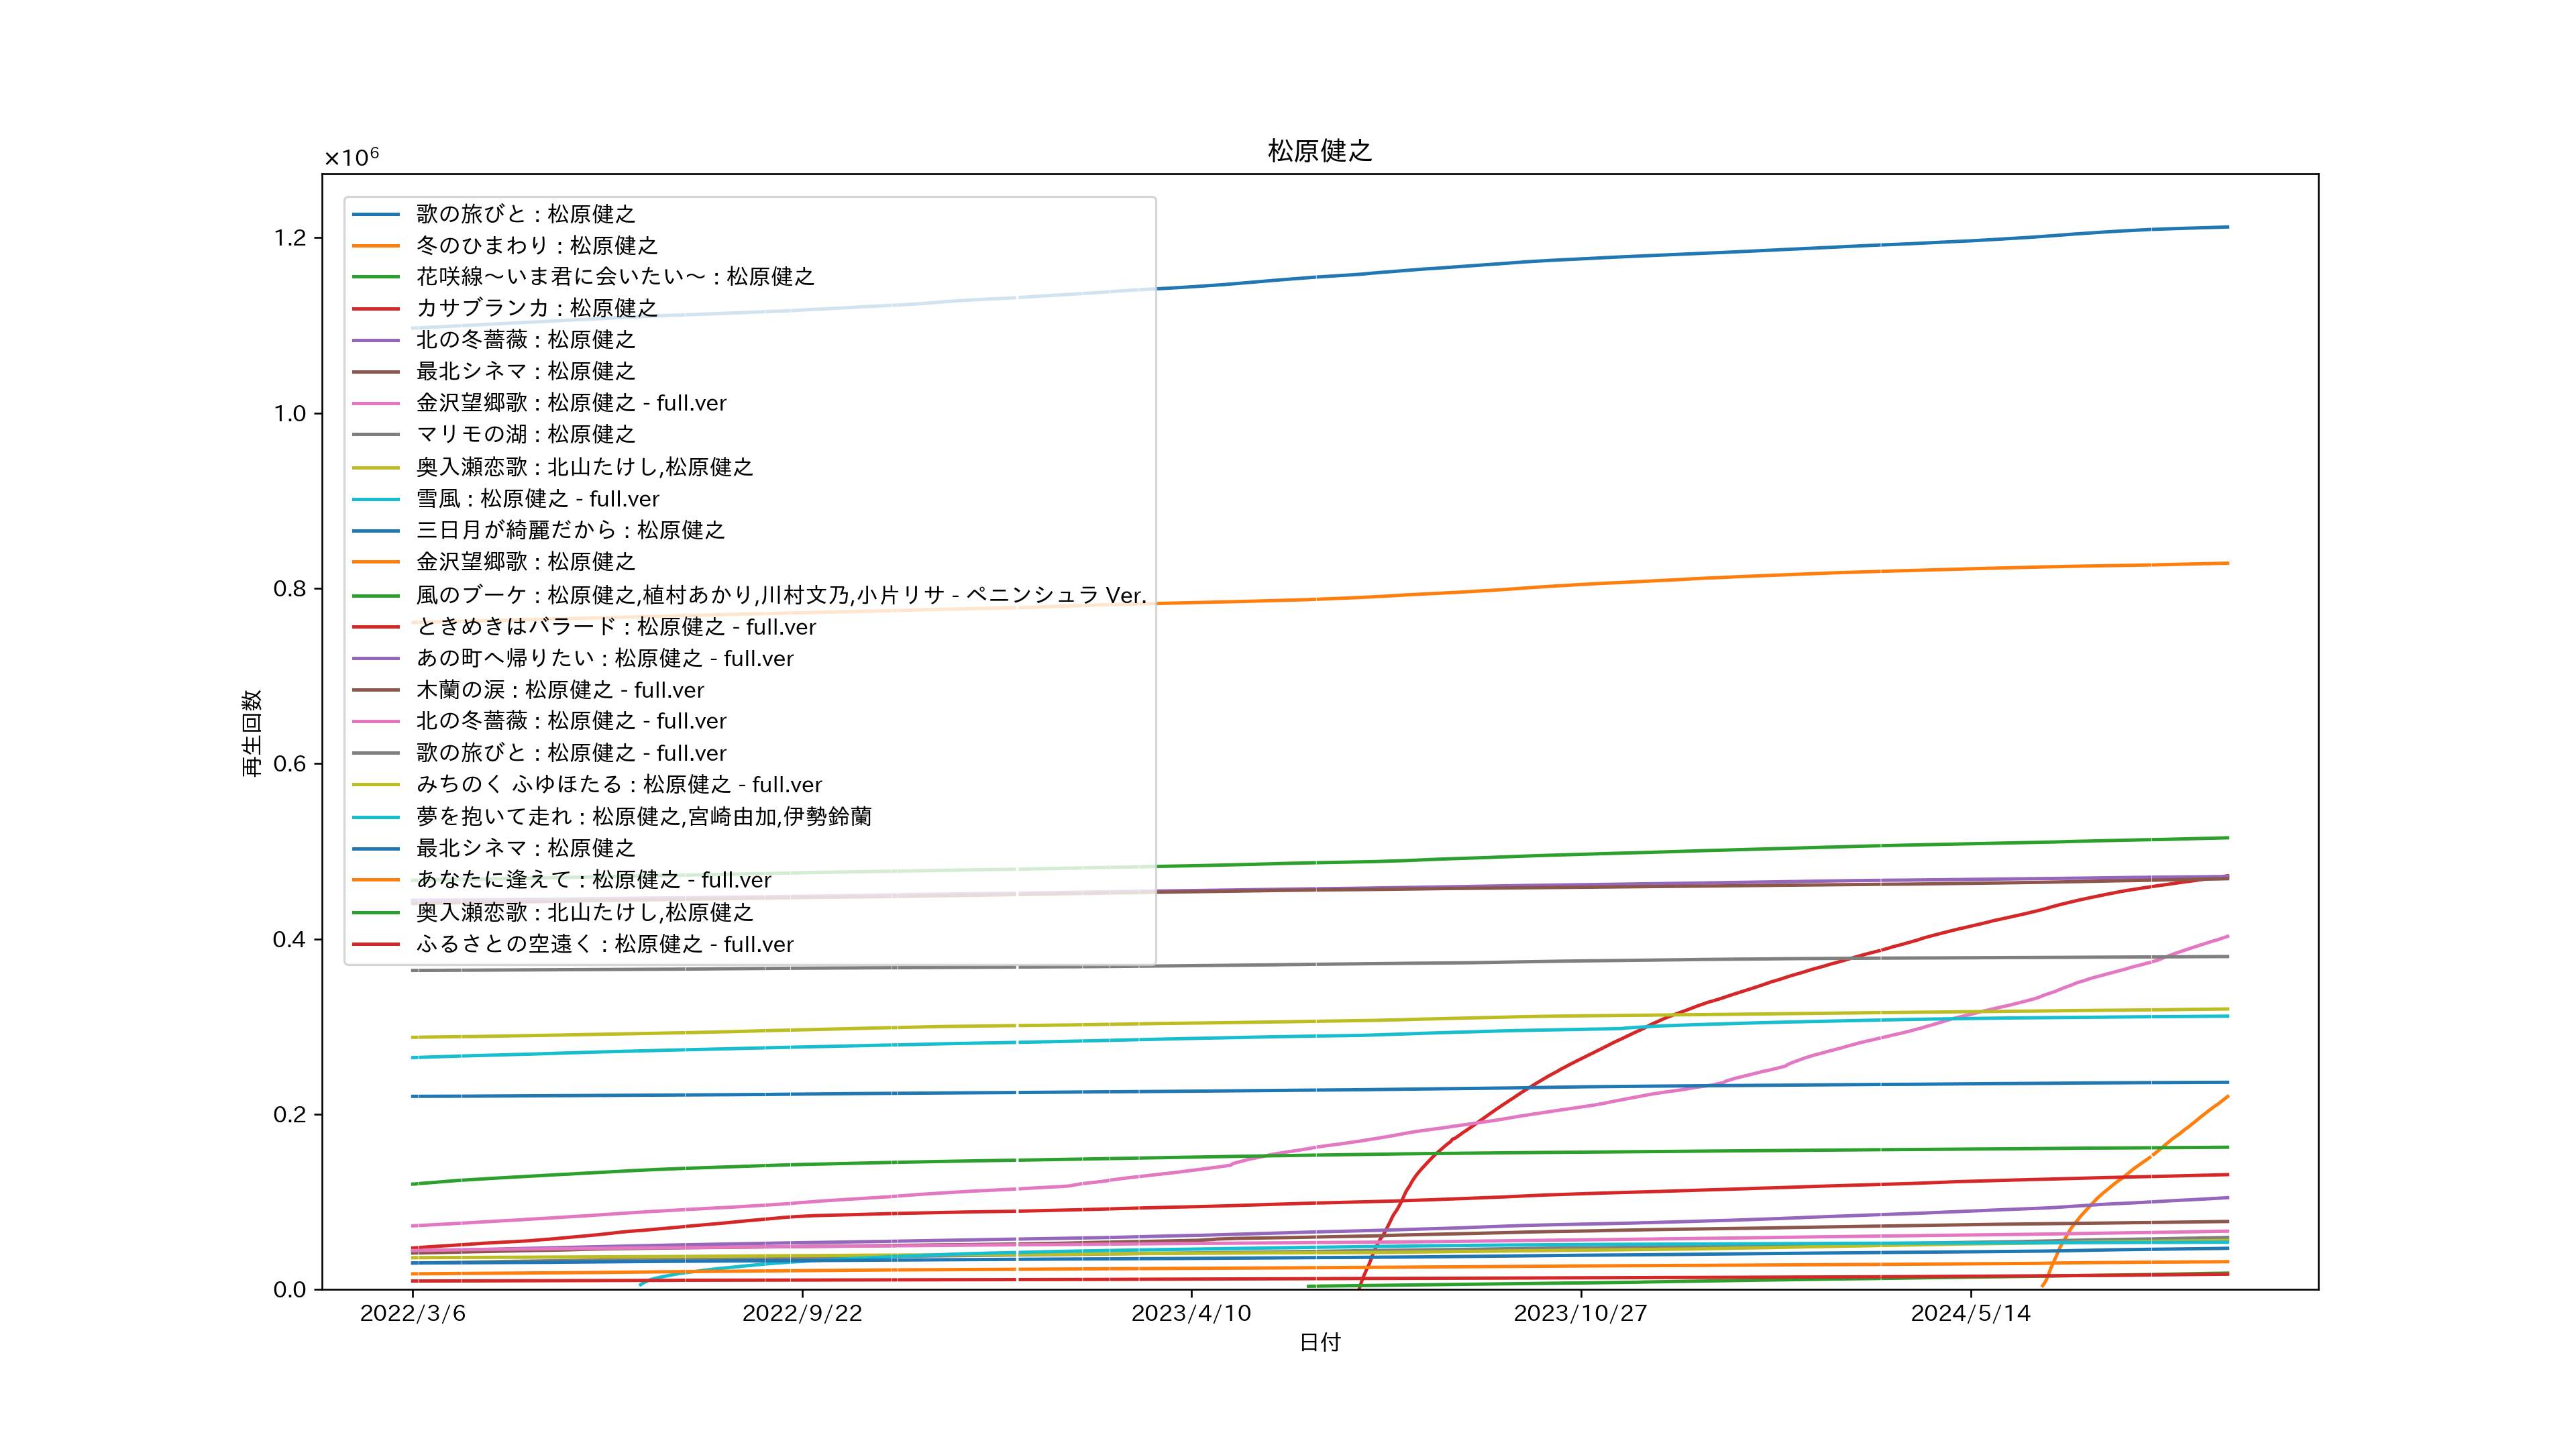 松原健之
×10⁶
1.2
1.0
0.8
0.6
0.4
0.2
0.0
再生回数
歌の旅びと : 松原健之
冬のひまわり : 松原健之
花咲線～いま君に会いたい～ : 松原健之
カサブランカ : 松原健之
北の冬薔薇 : 松原健之
最北シネマ : 松原健之
金沢望郷歌 : 松原健之 - full.ver
マリモの湖 : 松原健之
奥入瀬恋歌 : 北山たけし,松原健之
雪風 : 松原健之 - full.ver
三日月が綺麗だから : 松原健之
金沢望郷歌 : 松原健之
風のブーケ : 松原健之,植村あかり,川村文乃,小片リサ - ペニンシュラ Ver.
ときめきはバラード : 松原健之 - full.ver
あの町へ帰りたい : 松原健之 - full.ver
木蘭の涙 : 松原健之 - full.ver
北の冬薔薇 : 松原健之 - full.ver
歌の旅びと : 松原健之 - full.ver
みちのく ふゆほたる : 松原健之 - full.ver
夢を抱いて走れ : 松原健之,宮崎由加,伊勢鈴蘭
最北シネマ : 松原健之
あなたに逢えて : 松原健之 - full.ver
奥入瀬恋歌 : 北山たけし,松原健之
ふるさとの空遠く : 松原健之 - full.ver
2022/3/6
2022/9/22
2023/4/10
2023/10/27
2024/5/14
日付